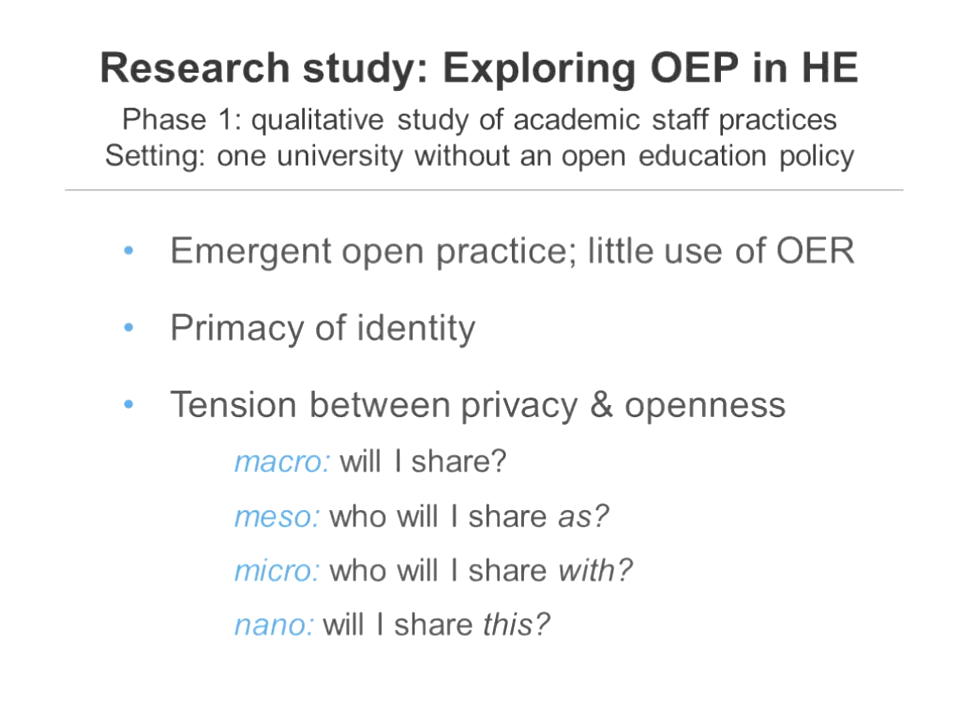 Research study: Exploring OEP in HE
Phase 1: qualitative study of academic staff practices
Setting: one university without an open education policy
• Emergent open practice; little use of OER
• Primacy of identity
• Tension between privacy & openness
macro: will I share?
meso: who will I share as?
micro: who will I share with?
nano: will I share this?